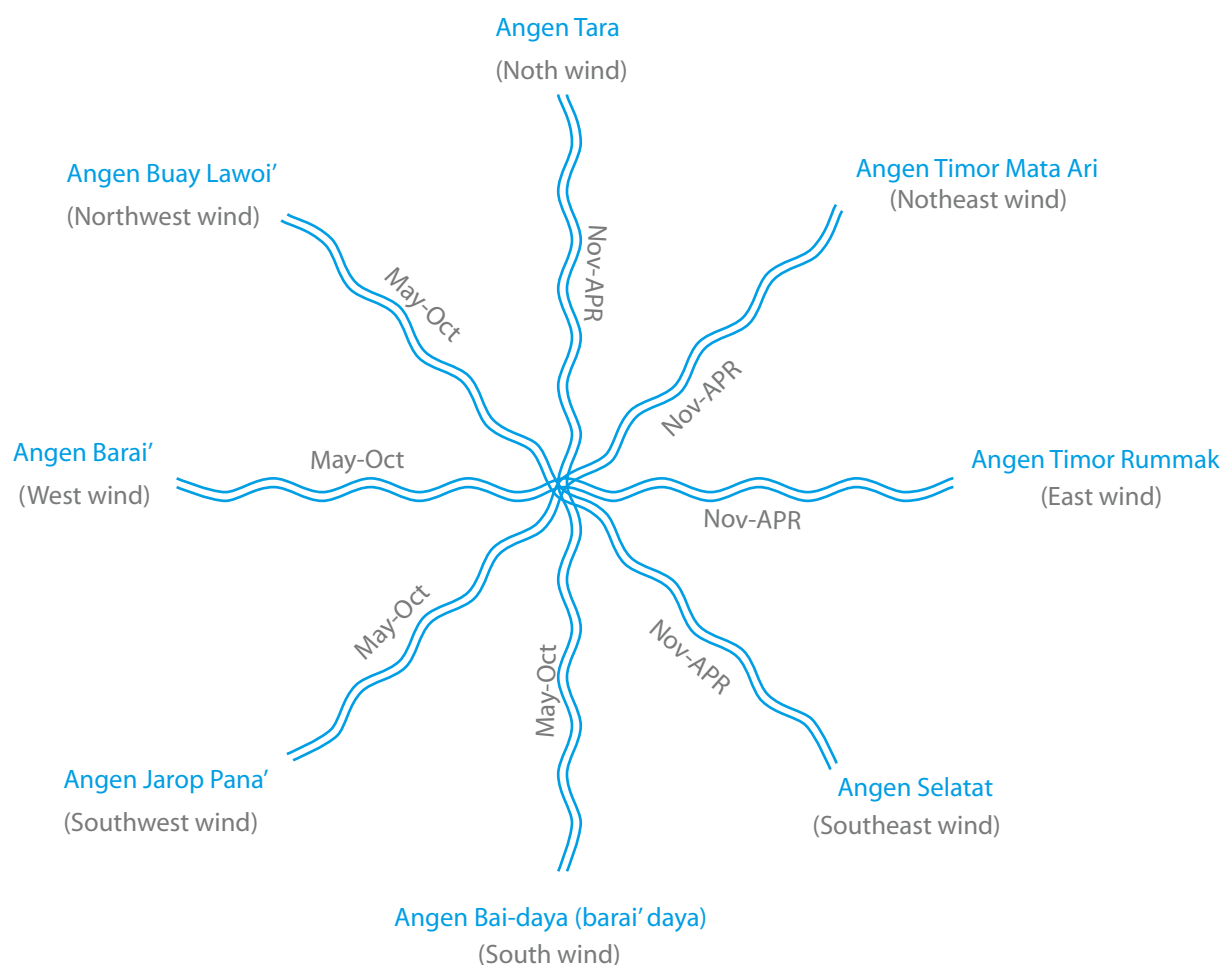 Angen Tara
(Noth wind)
Angen Buay Lawoi’
(Northwest wind)
Angen Timor Mata Ari
(Notheast wind)
Nov-APR
May-Oct
Nov-APR
Angen Barai’
(West wind)
May-Oct
Angen Timor Rummak
(East wind)
Nov-APR
May-Oct
May-Oct
Nov-APR
Angen Jarop Pana’
(Southwest wind)
Angen Selatat
(Southeast wind)
Angen Bai-daya (barai’ daya)
(South wind)